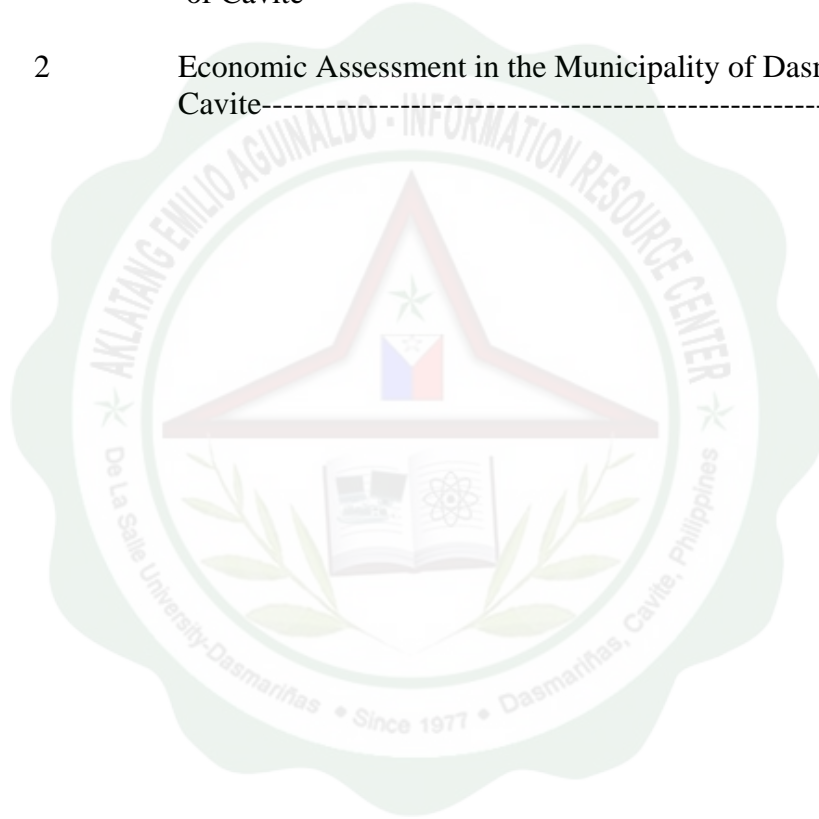 of Cavite
2 Economic Assessment in the Municipality of Dasm
Cavite------------------------------------------------------
AKLATANG EMILIO AGUINALDO - INFORMATION RESOURCE CENTER
De La Salle University-Dasmariñas • Since 1977 • Dasmariñas, Cavite, Philippines